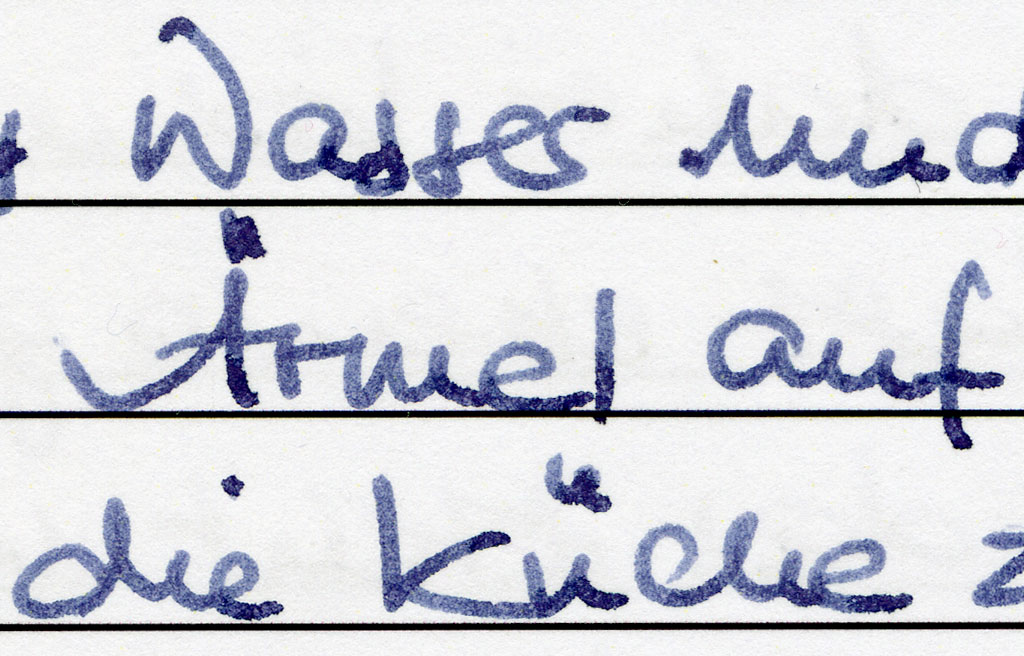 Wasser und
Ärmel auf
die Küche z